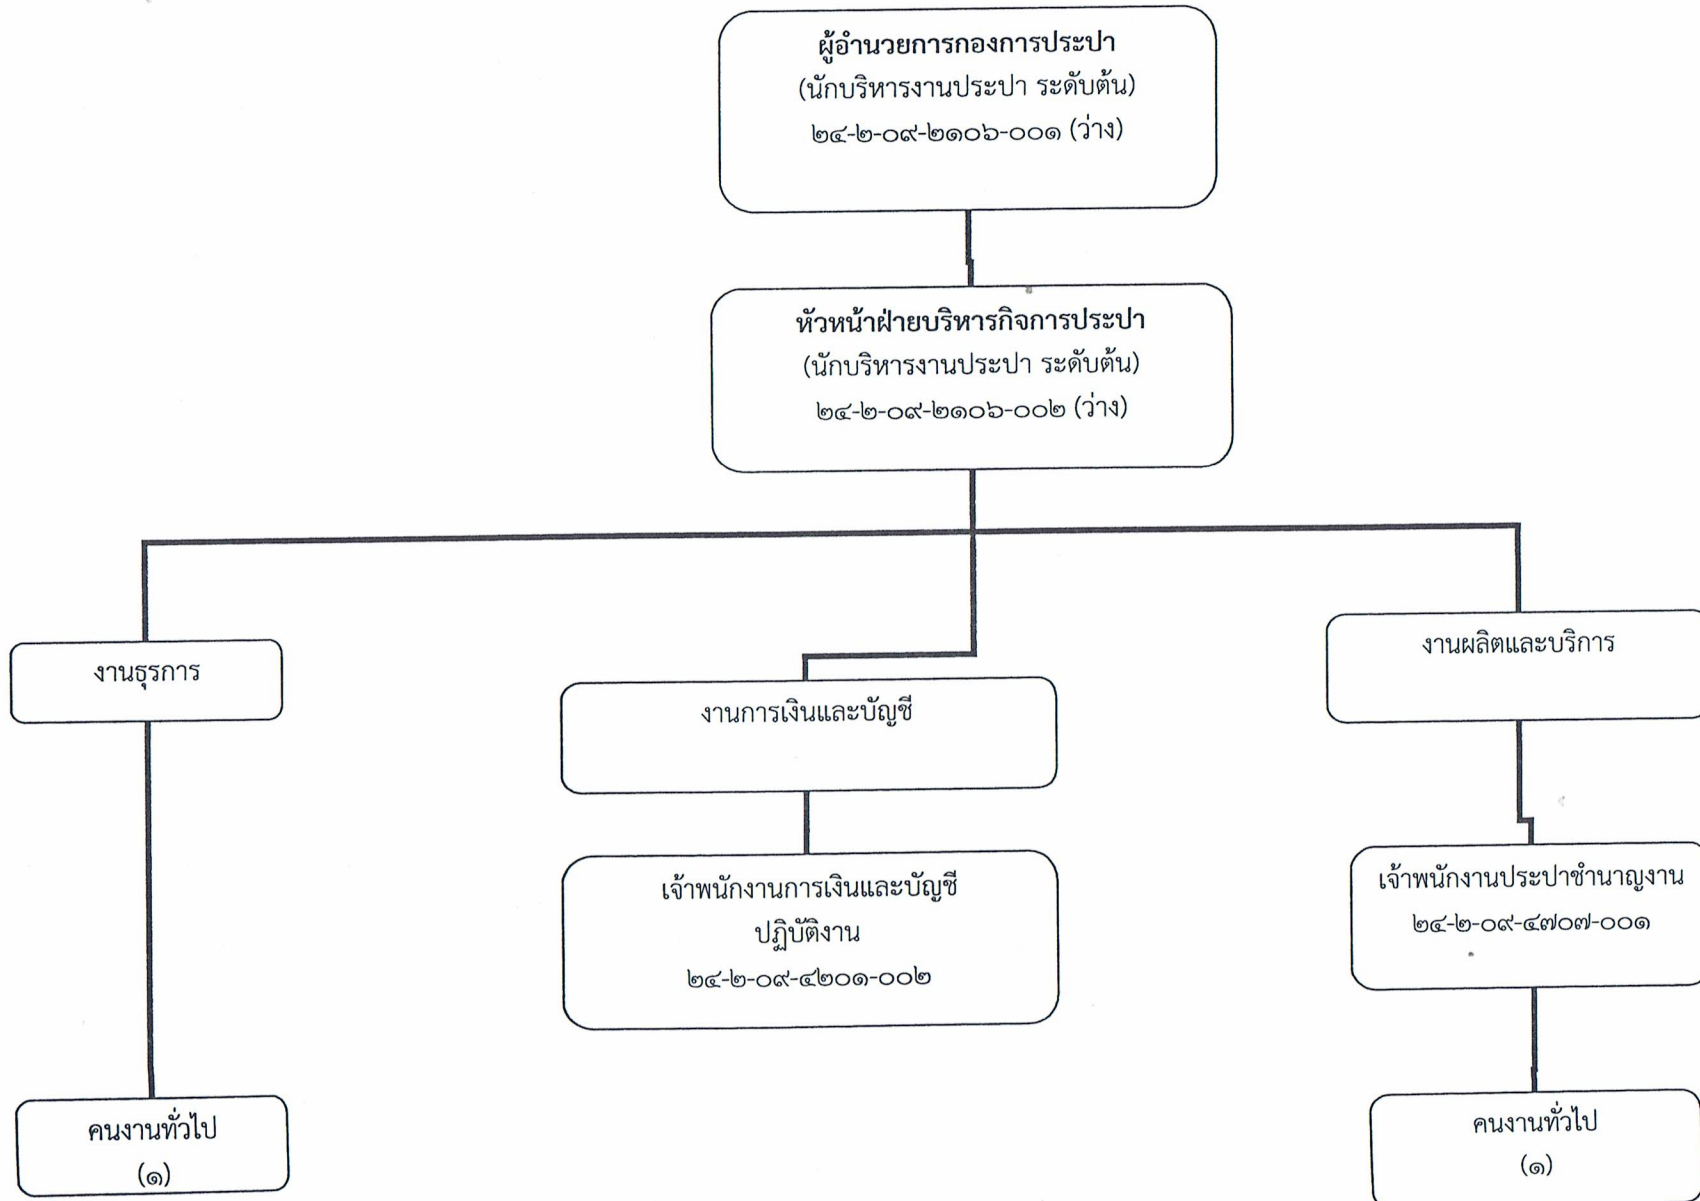 ผู้อำนวยการกองการประปา
(นักบริหารงานประปา ระดับต้น)
๒๔-๒-๐๙-๒๑๐๖-๐๐๑ (ว่าง)
หัวหน้าฝ่ายบริหารกิจการประปา
(นักบริหารงานประปา ระดับต้น)
๒๔-๒-๐๙-๒๑๐๖-๐๐๒ (ว่าง)
งานธุรการ
งานการเงินและบัญชี
งานผลิตและบริการ
เจ้าพนักงานการเงินและบัญชี
ปฏิบัติงาน
๒๔-๒-๐๙-๔๒๐๑-๐๐๒
เจ้าพนักงานประปาชำนาญงาน
๒๔-๒-๐๙-๔๗๐๗-๐๐๑
คนงานทั่วไป
(๑)
คนงานทั่วไป
(๑)